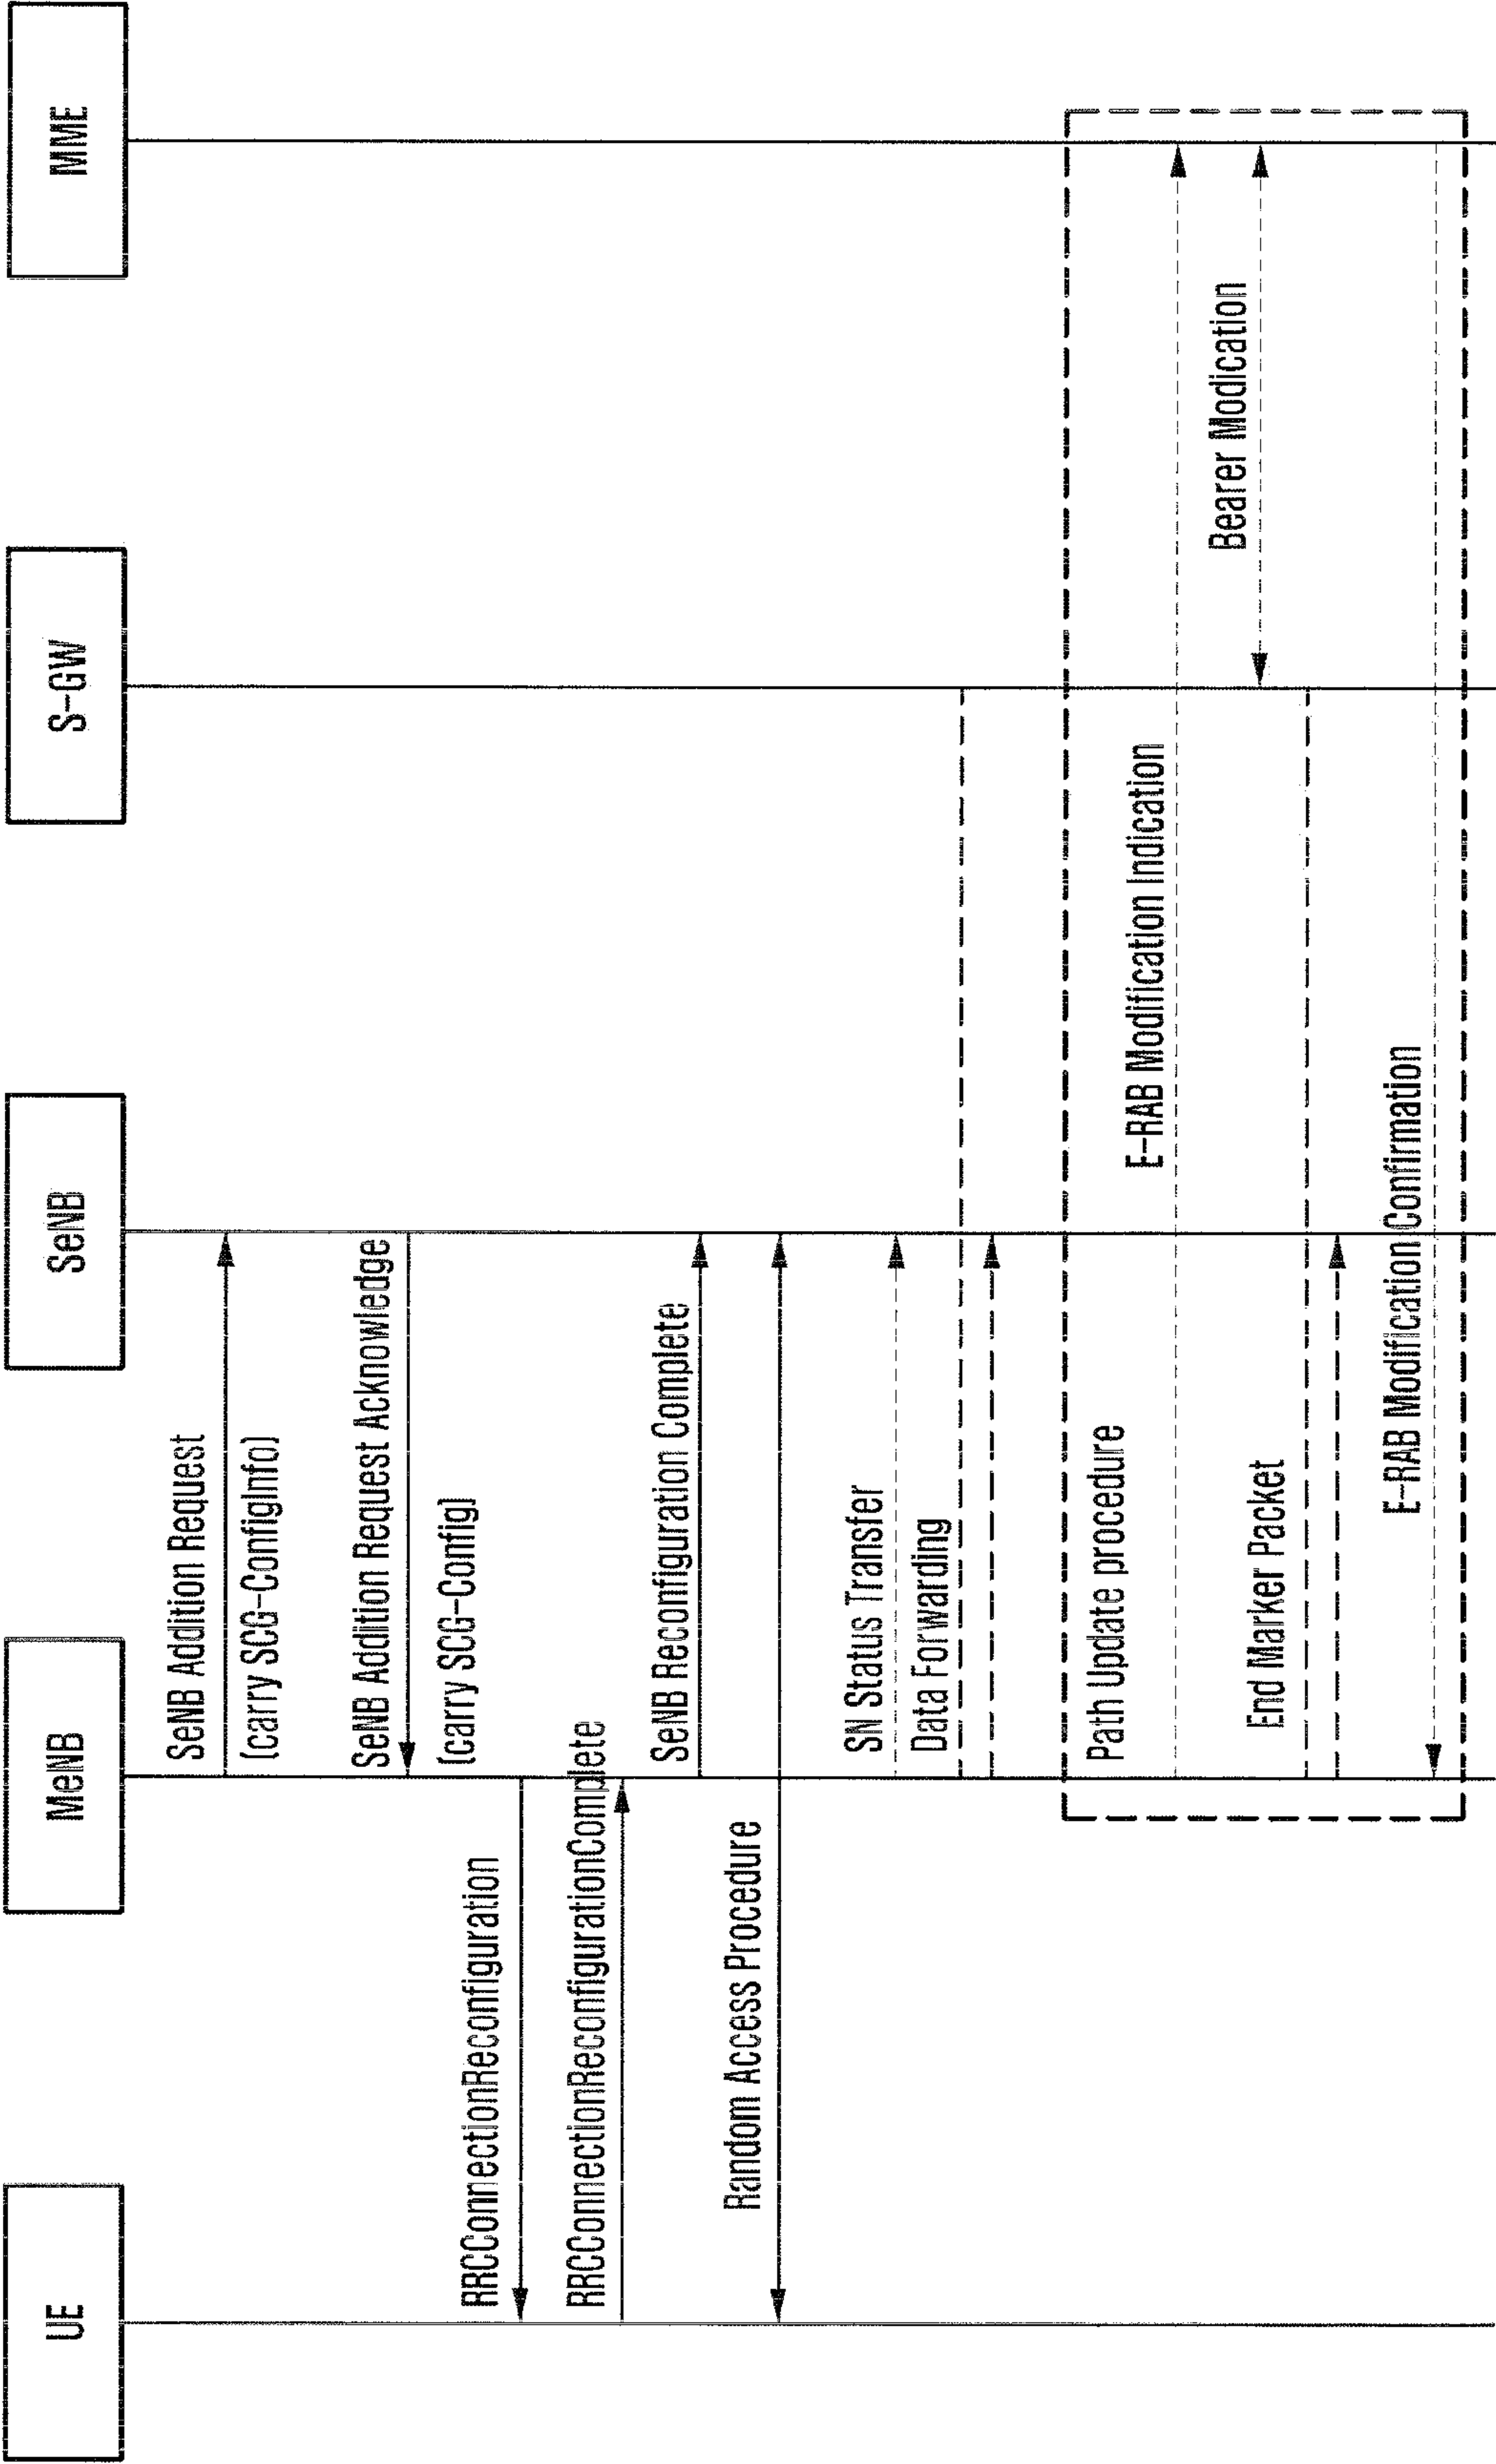 UE
MeNB
SeNB
S-GW
MME
SeNB Addition Request
(carry SCG-ConfigInfo)
SeNB Addition Request Acknowledge
(carry SCG-Config)
RRCConnectionReconfiguration
RRCConnectionReconfigurationComplete
SeNB Reconfiguration Complete
Random Access Procedure
SN Status Transfer
Data Forwarding
Path Update procedure
E-RAB Modification Indication
Bearer Modication
End Marker Packet
E-RAB Modification Confirmation